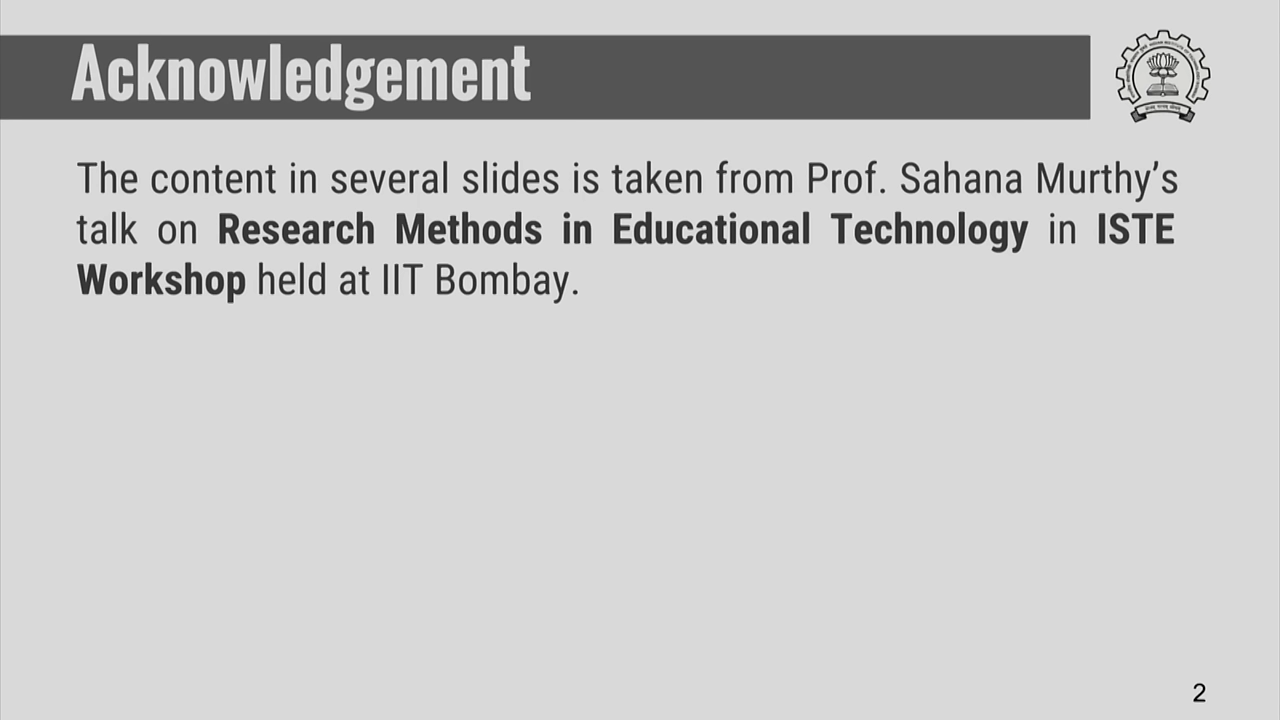 Acknowledgement
The content in several slides is taken from Prof. Sahana Murthy’s
talk on Research Methods in Educational Technology in ISTE
Workshop held at IIT Bombay.
2